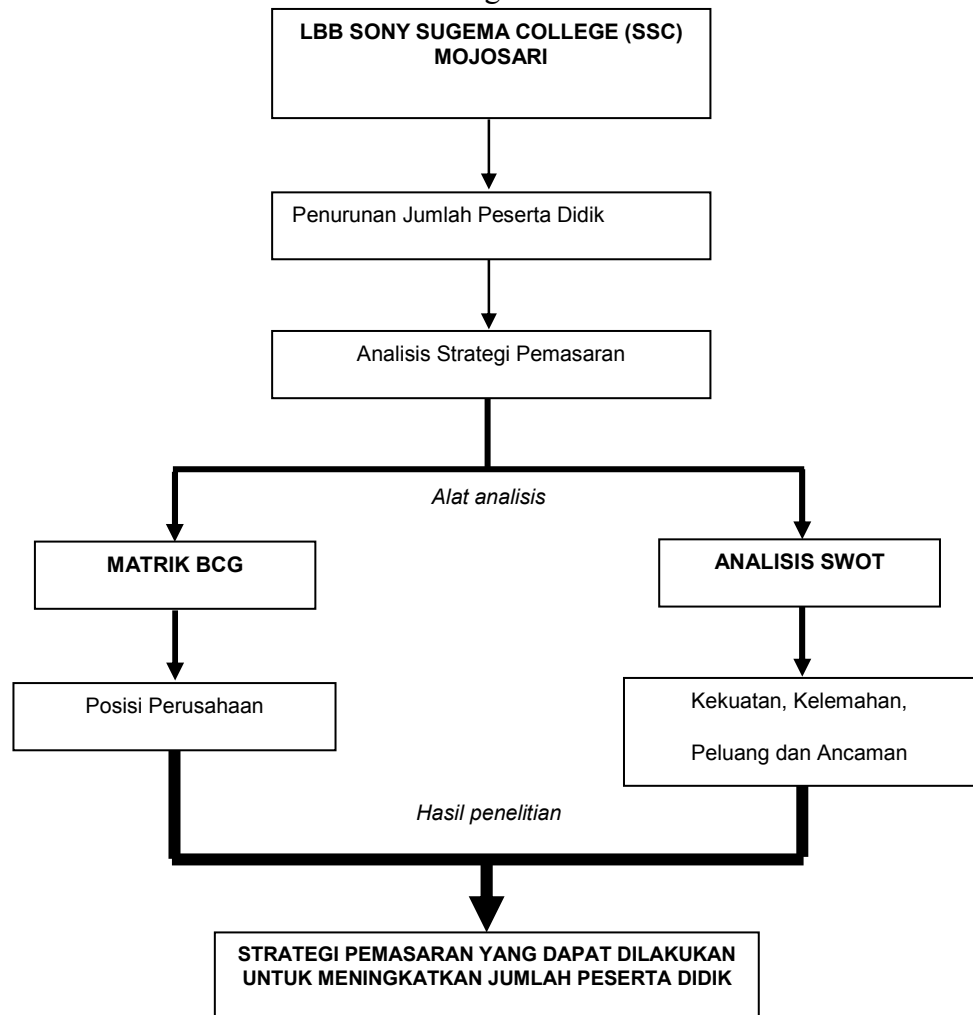 LBB SONY SUGEMA COLLEGE (SSC)
MOJOSARI
Penurunan Jumlah Peserta Didik
Analisis Strategi Pemasaran
Alat analisis
MATRIK BCG
ANALISIS SWOT
Posisi Perusahaan
Kekuatan, Kelemahan,
Peluang dan Ancaman
Hasil penelitian
STRATEGI PEMASARAN YANG DAPAT DILAKUKAN
UNTUK MENINGKATKAN JUMLAH PESERTA DIDIK